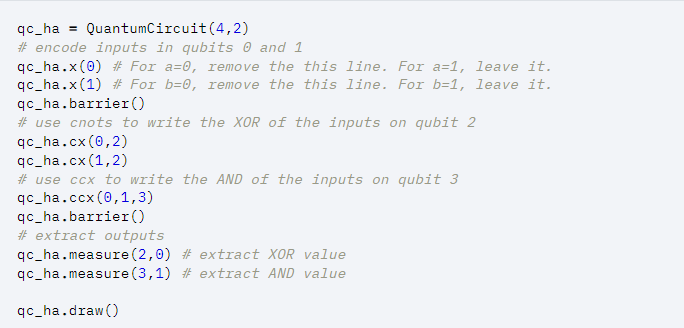 qc_ha = QuantumCircuit(4,2)
# encode inputs in qubits 0 and 1
qc_ha.x(0) # For a=0, remove the this line. For a=1, leave it.
qc_ha.x(1) # For b=0, remove the this line. For b=1, leave it.
qc_ha.barrier()
# use cnots to write the XOR of the inputs on qubit 2
qc_ha.cx(0,2)
qc_ha.cx(1,2)
# use ccx to write the AND of the inputs on qubit 3
qc_ha.ccx(0,1,3)
qc_ha.barrier()
# extract outputs
qc_ha.measure(2,0) # extract XOR value
qc_ha.measure(3,1) # extract AND value
qc_ha.draw()